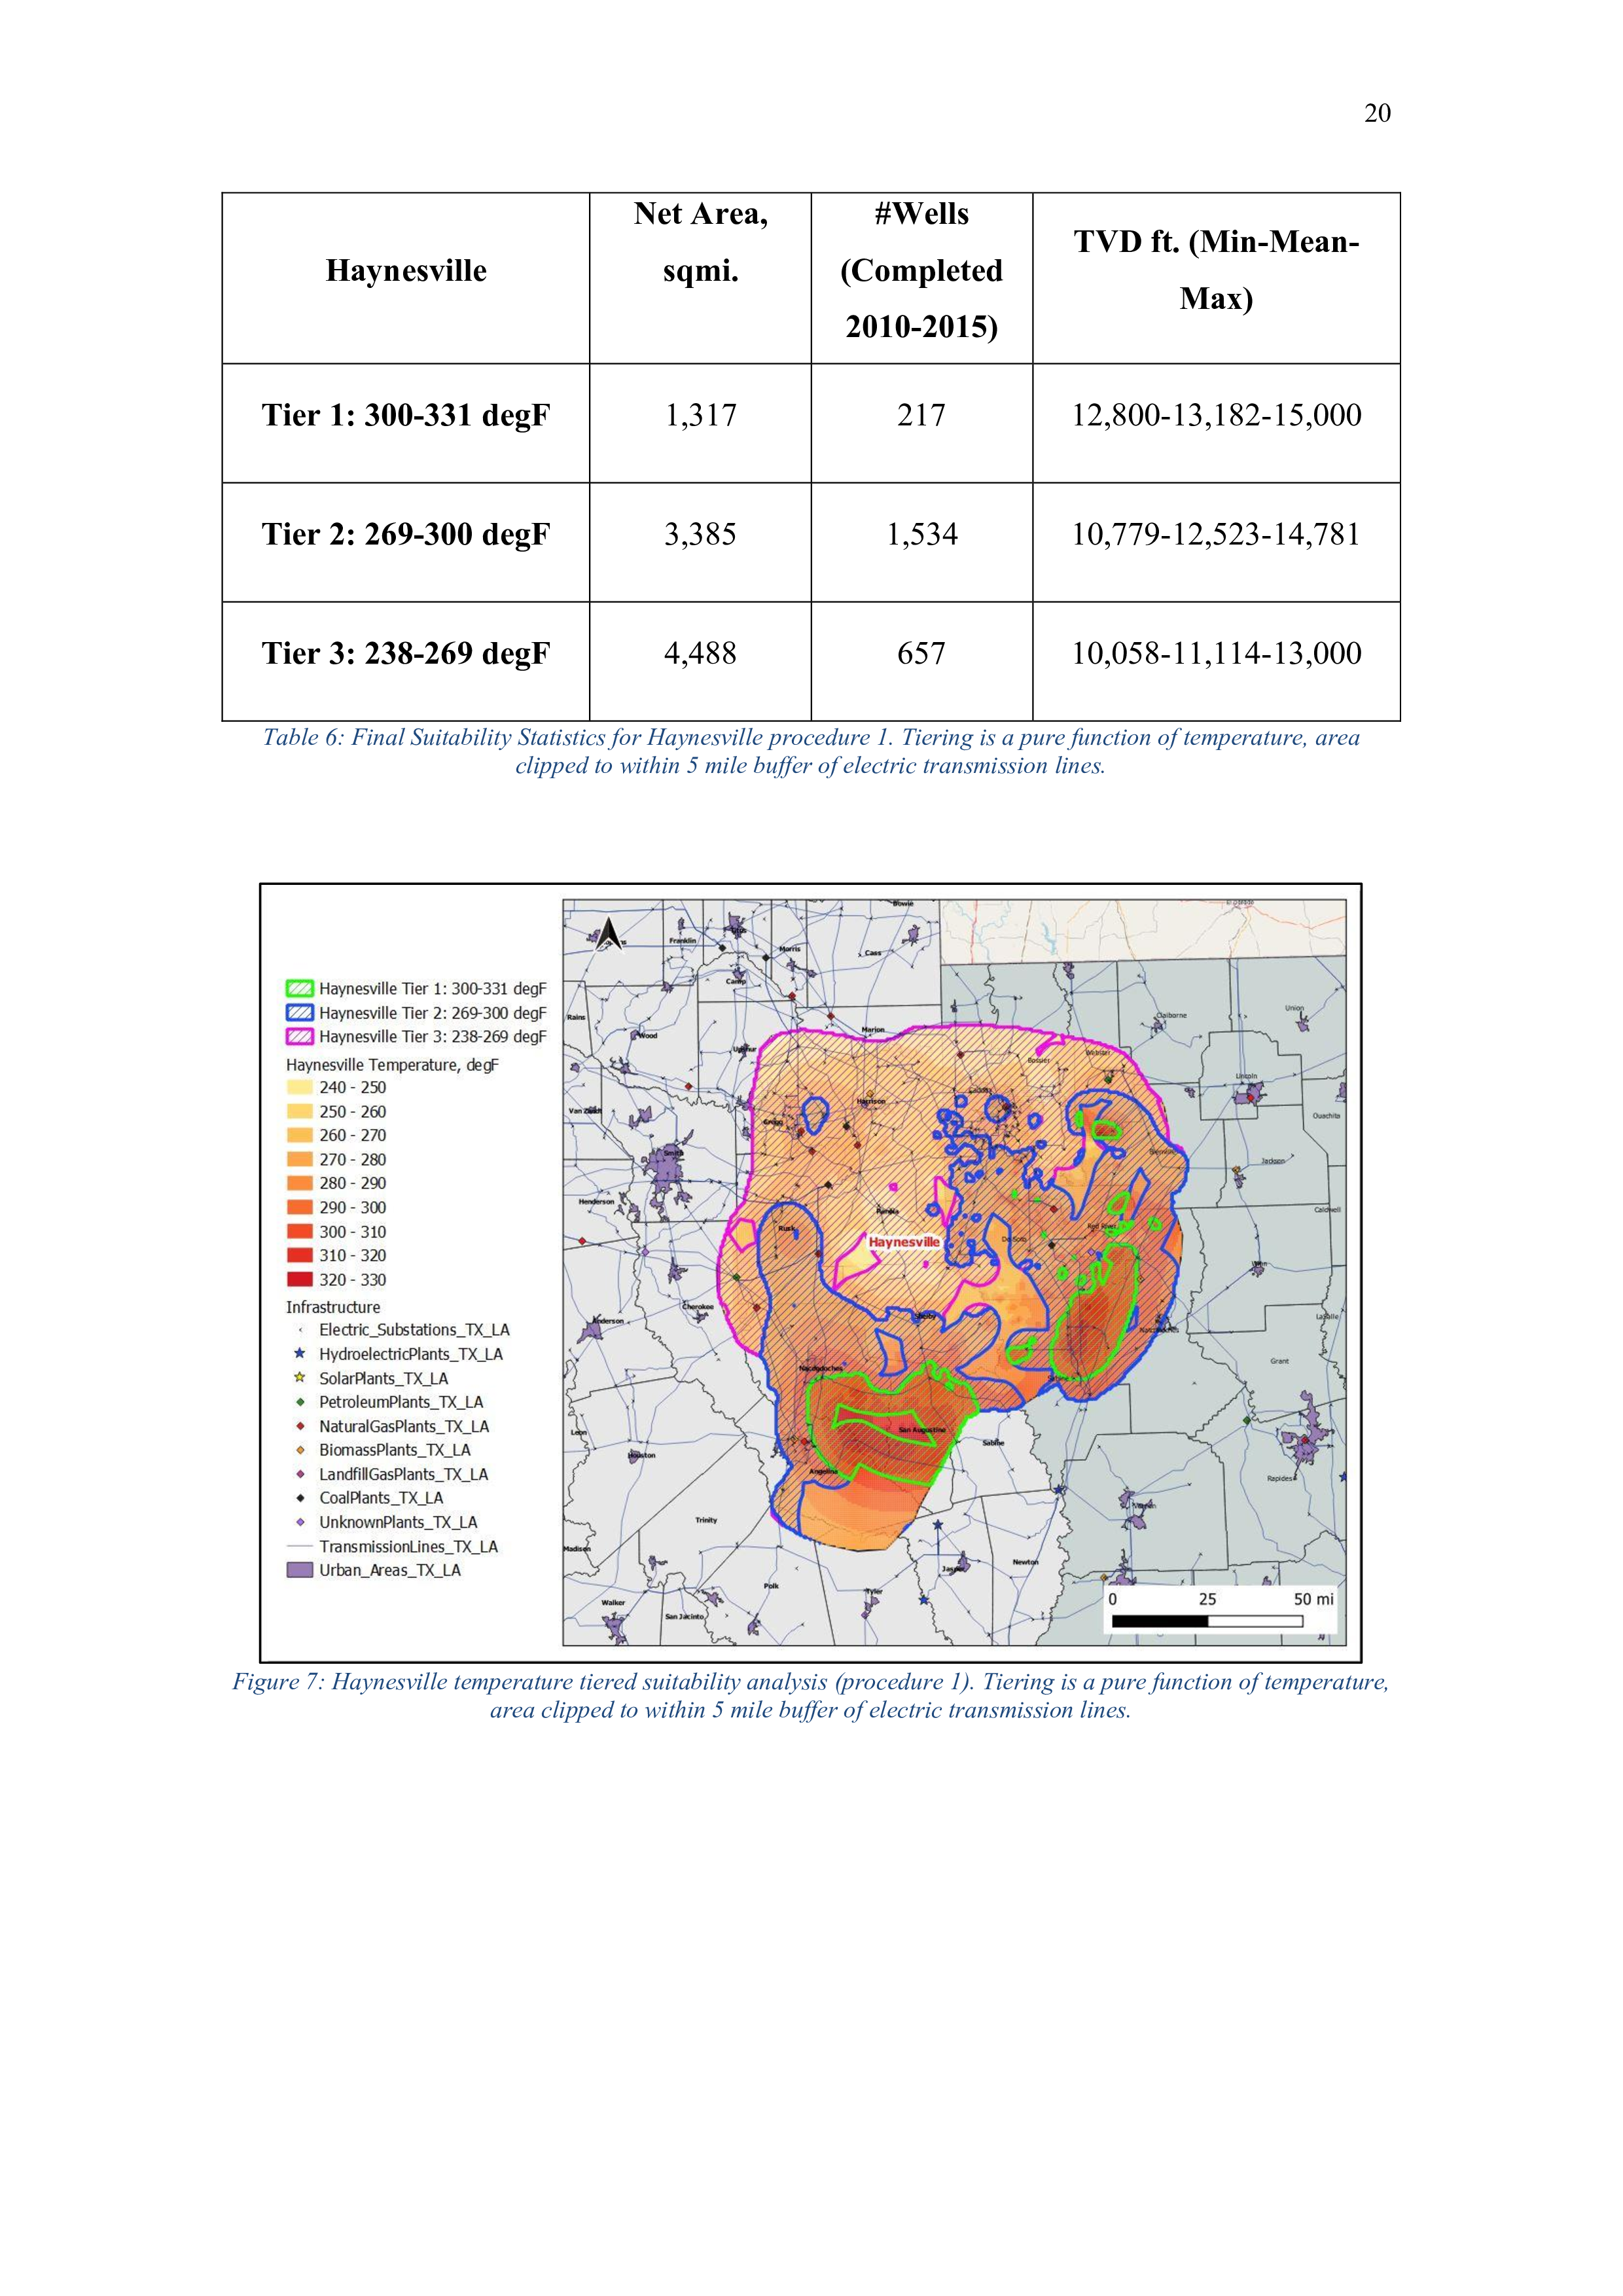 20
Haynesville
Net Area,
sqmi.
#Wells
(Completed
2010-2015)
TVD ft. (Min-Mean-
Max)
Tier 1: 300-331 degF
1,317
217
12,800-13,182-15,000
Tier 2: 269-300 degF
3,385
1,534
10,779-12,523-14,781
Tier 3: 238-269 degF
4,488
657
10,058-11,114-13,000
Table 6: Final Suitability Statistics for Haynesville procedure 1. Tiering is a pure function of temperature, area
clipped to within 5 mile buffer of electric transmission lines.
Haynesville Tier 1: 300-331 degF
Haynesville Tier 2: 269-300 degF
Haynesville Tier 3: 238-269 degF
Haynesville Temperature, degF
240 - 250
250 - 260
260 - 270
270 - 280
280 - 290
290 - 300
300 - 310
310 - 320
320 - 330
Infrastructure
Electric_Substations_TX_LA
HydroelectricPlants_TX_LA
SolarPlants_TX_LA
PetroleumPlants_TX_LA
NaturalGasPlants_TX_LA
BiomassPlants_TX_LA
LandfillGasPlants_TX_LA
CoalPlants_TX_LA
UnknownPlants_TX_LA
TransmissionLines_TX_LA
Urban_Areas_TX_LA
Bowie
Franklin
Titus
Morris
Cass
Camp
Rains
Wood
Upshur
Marion
Claiborne
Union
Bossier
Webster
Lincoln
Ouachita
Harrison
Gregg
Smith
Bienville
Jackson
Henderson
Caldwell
Panola
Rusk
Red River
De Soto
Haynesville
Cherokee
Anderson
Shelby
Nacogdoches
Grant
Leon
Houston
San Augustine
Sabine
Angelina
Rapides
Trinity
Madison
Newton
Jasper
Polk
Tyler
Walker
San Jacinto
0 25 50 mi
Figure 7: Haynesville temperature tiered suitability analysis (procedure 1). Tiering is a pure function of temperature,
area clipped to within 5 mile buffer of electric transmission lines.